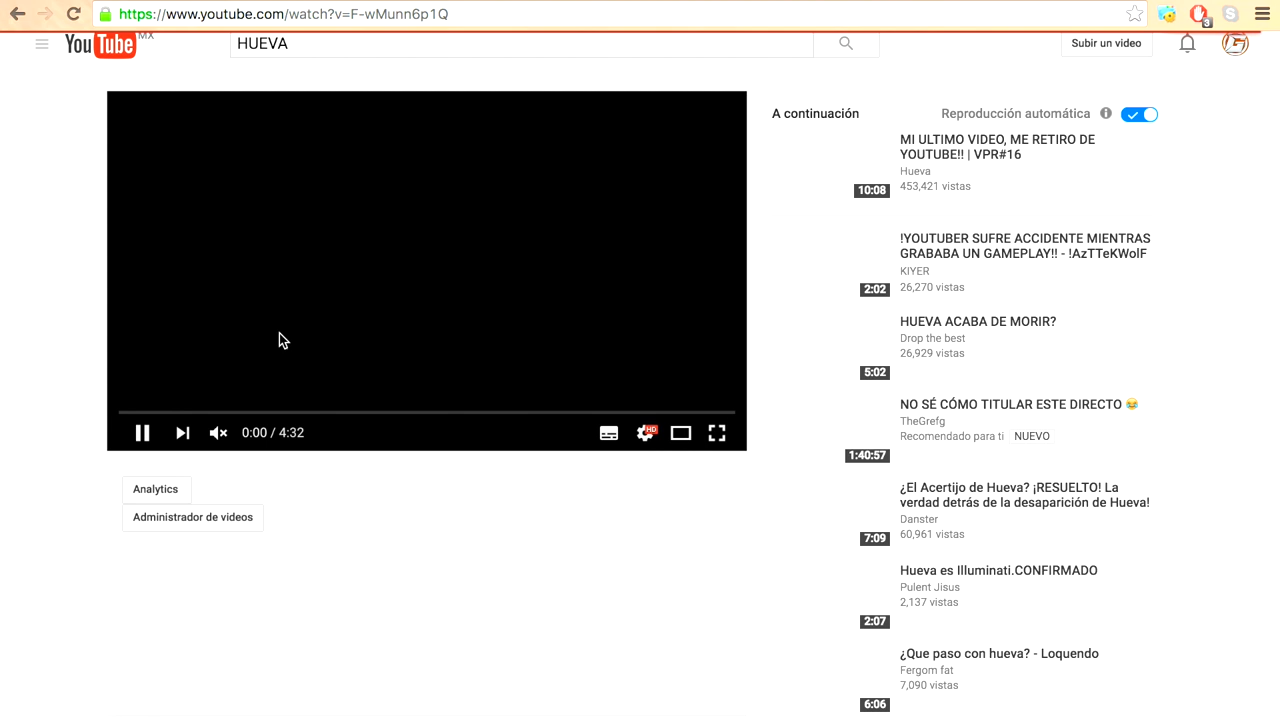 https://www.youtube.com/watch?v=F-wMunn6p1Q
3
YouTube MX
HUEVA
Subir un video
A continuación
Reproducción automática
MI ULTIMO VIDEO, ME RETIRO DE
YOUTUBE!! | VPR#16
Hueva
453,421 vistas
10:08
!YOUTUBER SUFRE ACCIDENTE MIENTRAS
GRABABA UN GAMEPLAY!! - !AzTTeKWolF
KIYER
26,270 vistas
2:02
HUEVA ACABA DE MORIR?
Drop the best
26,929 vistas
5:02
NO SÉ CÓMO TITULAR ESTE DIRECTO 😂
TheGrefg
Recomendado para ti NUEVO
1:40:57
¿El Acertijo de Hueva? ¡RESUELTO! La
verdad detrás de la desaparición de Hueva!
Danster
60,961 vistas
7:09
Hueva es Illuminati.CONFIRMADO
Pulent Jisus
2,137 vistas
2:07
¿Que paso con hueva? - Loquendo
Fergom fat
7,090 vistas
6:06
0:00 / 4:32
HD
Analytics
Administrador de videos